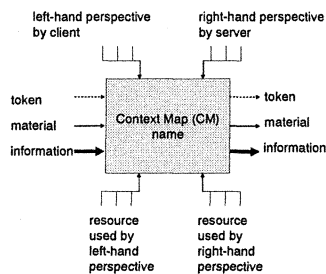 left-hand perspective
by client
right-hand perspective
by server
token
material
information
Context Map (CM)
name
token
material
information
resource
used by
left-hand
perspective
resource
used by
right-hand
perspective